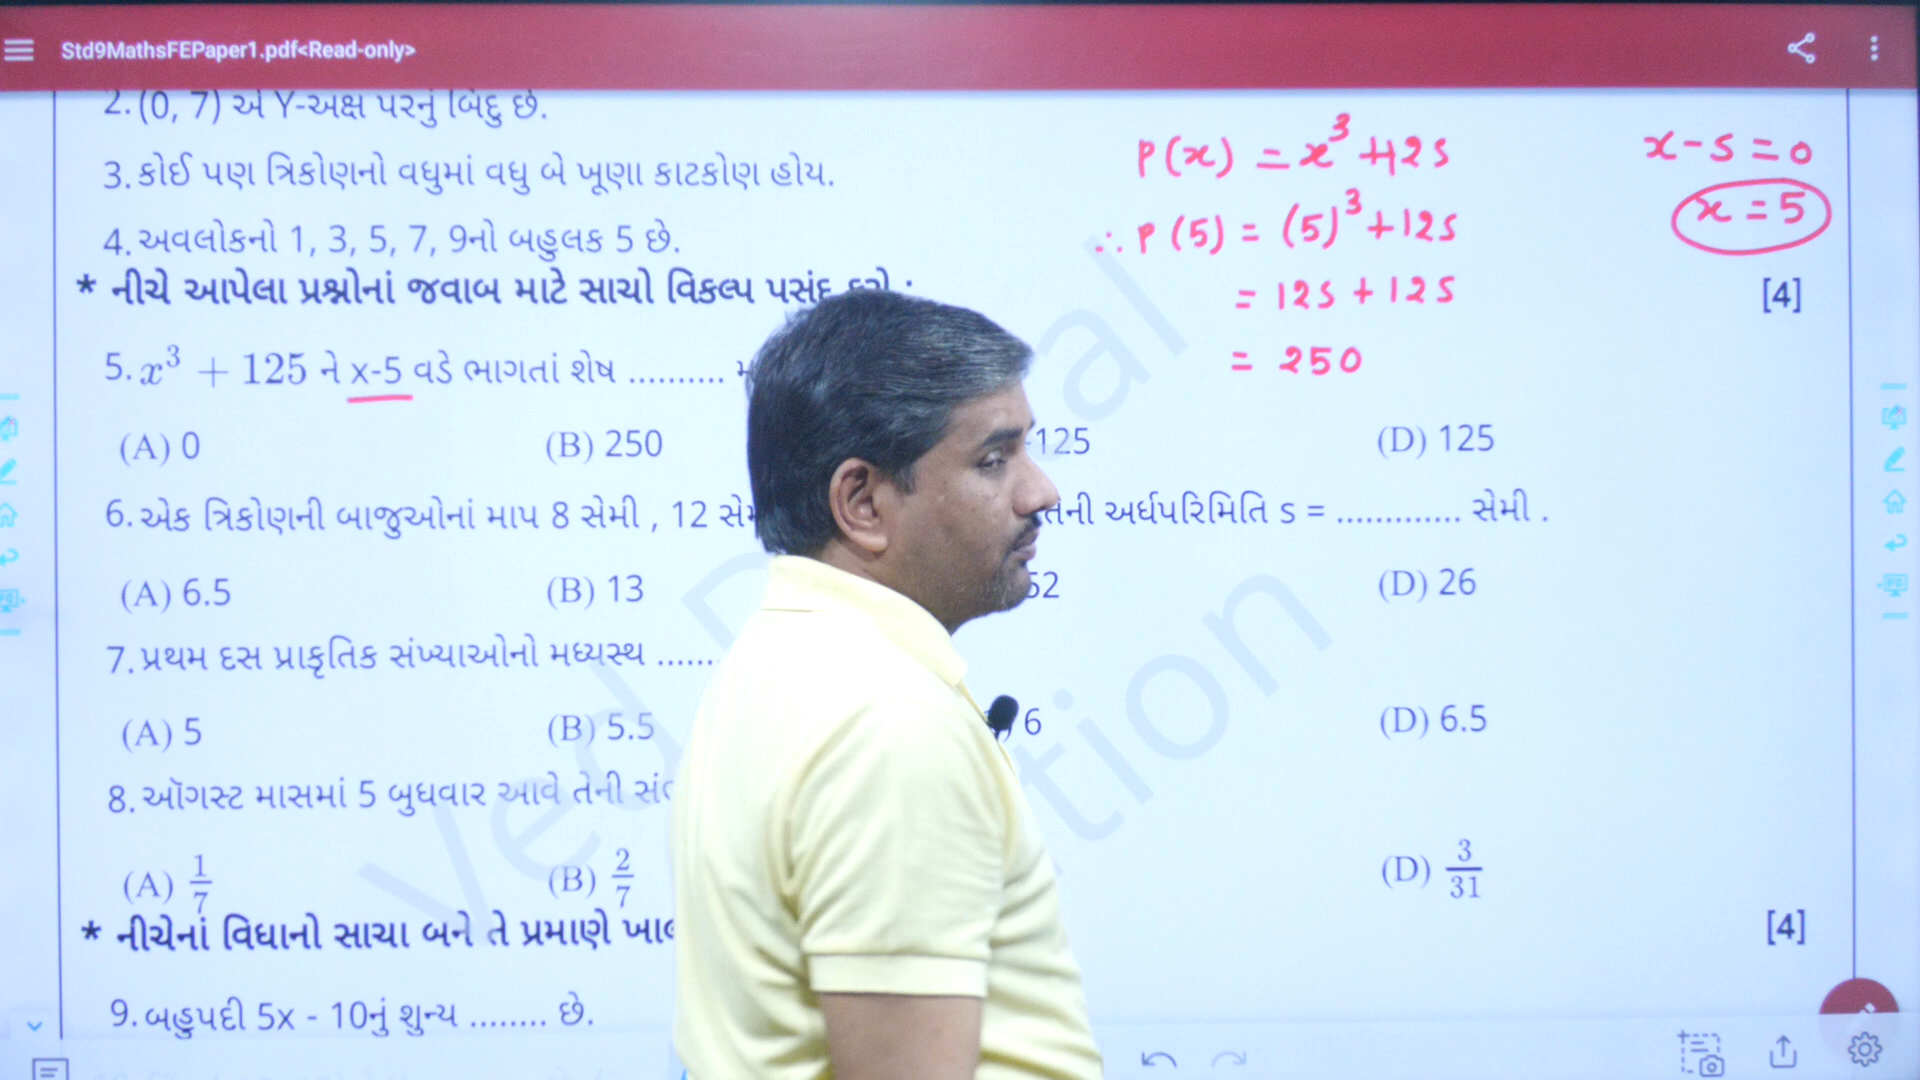 Std9MathsFEPaper1.pdf<Read-only>
2. (0, 7) એ Y-અક્ષ પરનું બિંદુ છે.
3. કોઈ પણ ત્રિકોણનો વધુમાં વધુ બે ખૂણા કાટકોણ હોય.
4. અવલોકનો 1, 3, 5, 7, 9નો બહુલક 5 છે.
* નીચે આપેલા પ્રશ્નોનાં જવાબ માટે સાચો વિકલ્પ પસંદ કરો : [4]
P(x) = x³ + 125
∴ P(5) = (5)³ + 125
= 125 + 125
= 250
x - 5 = 0
x = 5
5. x³ + 125 ને x-5 વડે ભાગતાં શેષ ..........
(A) 0 (B) 250 -125 (D) 125
6. એક ત્રિકોણની બાજુઓનાં માપ 8 સેમી , 12 તેની અર્ધપરિમિતિ s = ............. સેમી .
(A) 6.5 (B) 13 52 (D) 26
7. પ્રથમ દસ પ્રાકૃતિક સંખ્યાઓનો મધ્યસ્થ ......
(A) 5 (B) 5.5 6 (D) 6.5
8. ઑગસ્ટ માસમાં 5 બુધવાર આવે તેની
(A) 1/7 (B) 2/7 (D) 3/31
* નીચેનાં વિધાનો સાચા બને તે પ્રમાણે [4]
9. બહુપદી 5x - 10નું શુન્ય ........ છે.